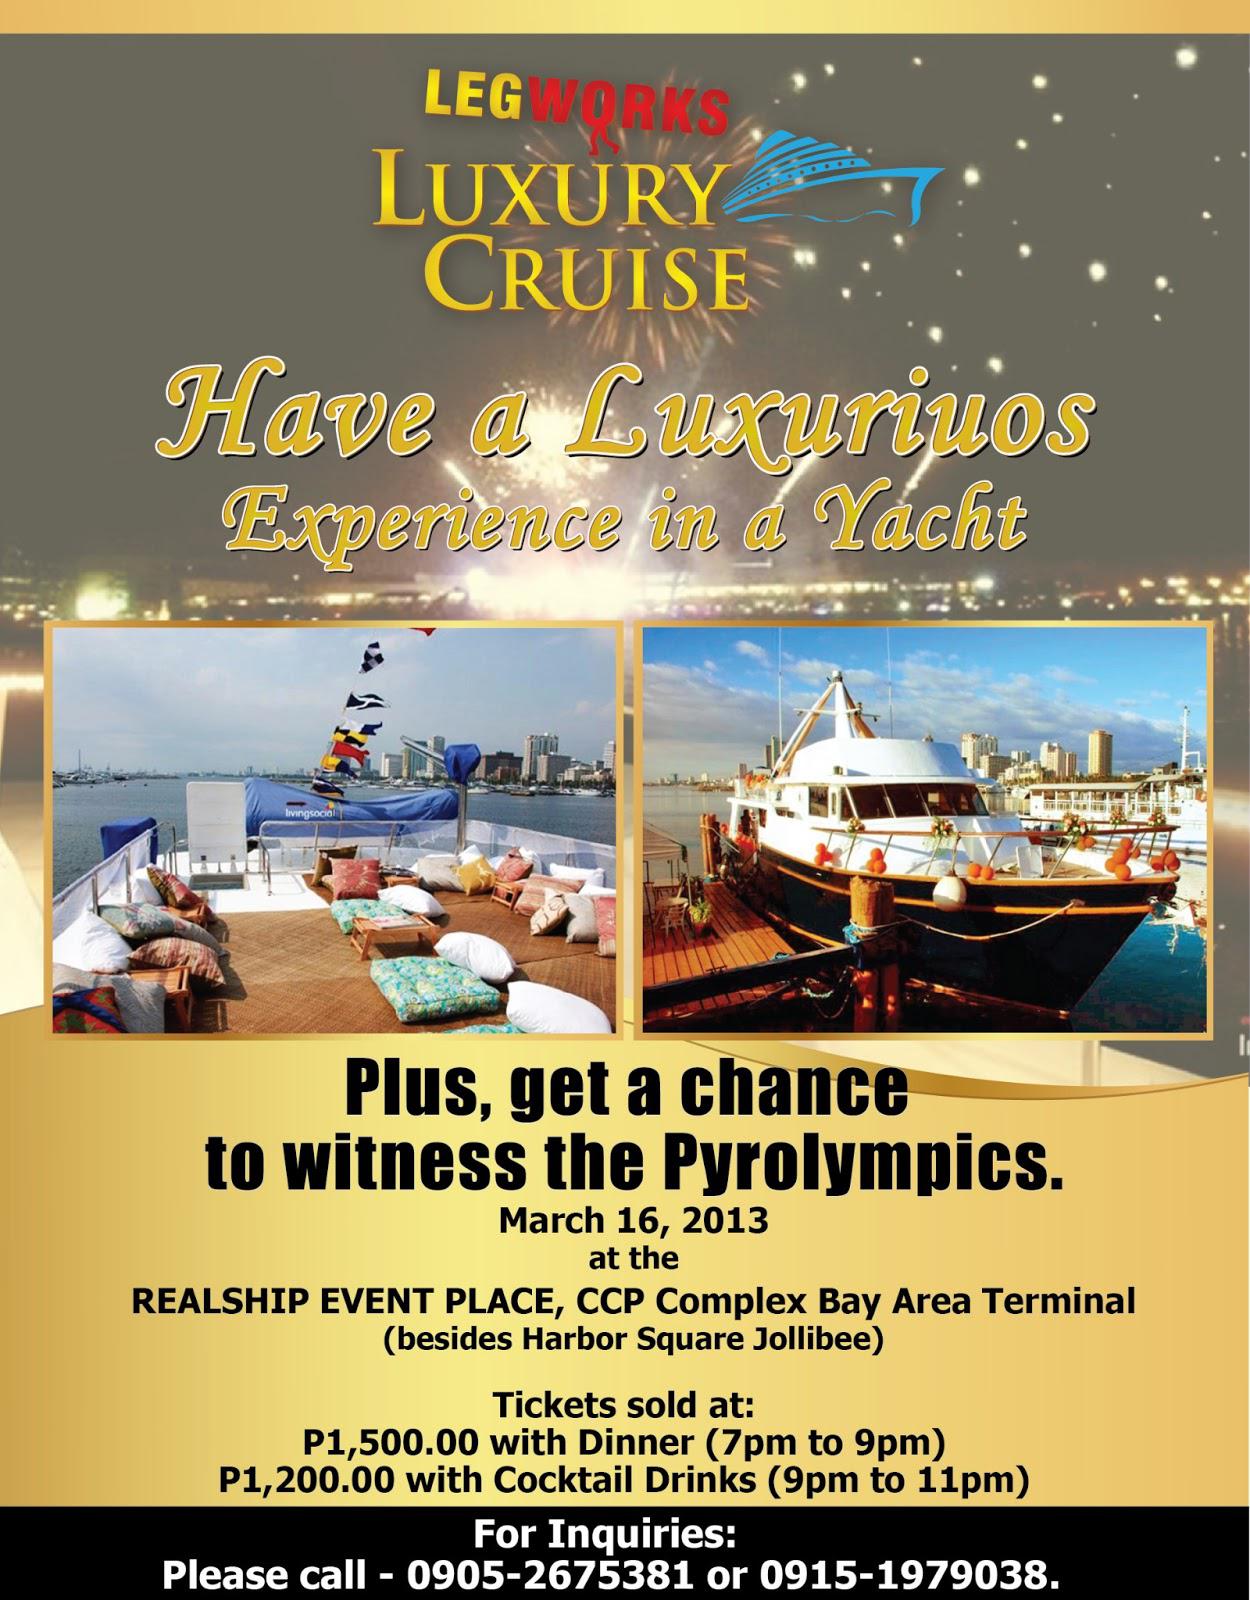 LEGWORKS
LUXURY
CRUISE
Have a Luxuriuos
Experience in a Yacht
livingsocial
Plus, get a chance
to witness the Pyrolympics.
March 16, 2013
at the
REALSHIP EVENT PLACE, CCP Complex Bay Area Terminal
(besides Harbor Square Jollibee)
Tickets sold at:
P1,500.00 with Dinner (7pm to 9pm)
P1,200.00 with Cocktail Drinks (9pm to 11pm)
For Inquiries:
Please call - 0905-2675381 or 0915-1979038.